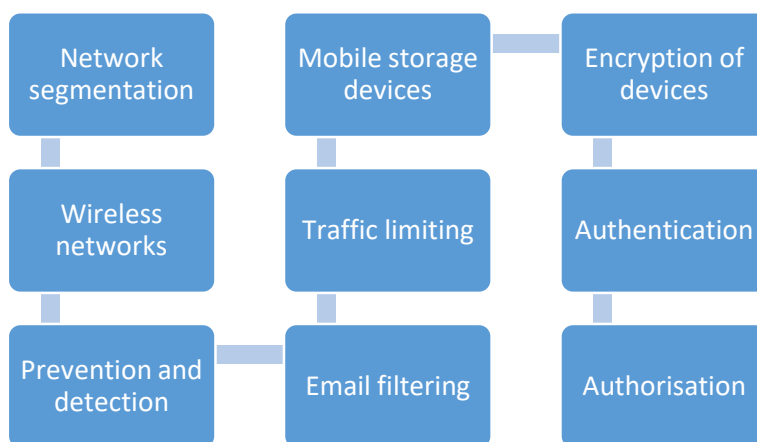 Network
segmentation
Wireless
networks
Prevention and
detection
Email filtering
Traffic limiting
Mobile storage
devices
Encryption of
devices
Authentication
Authorisation